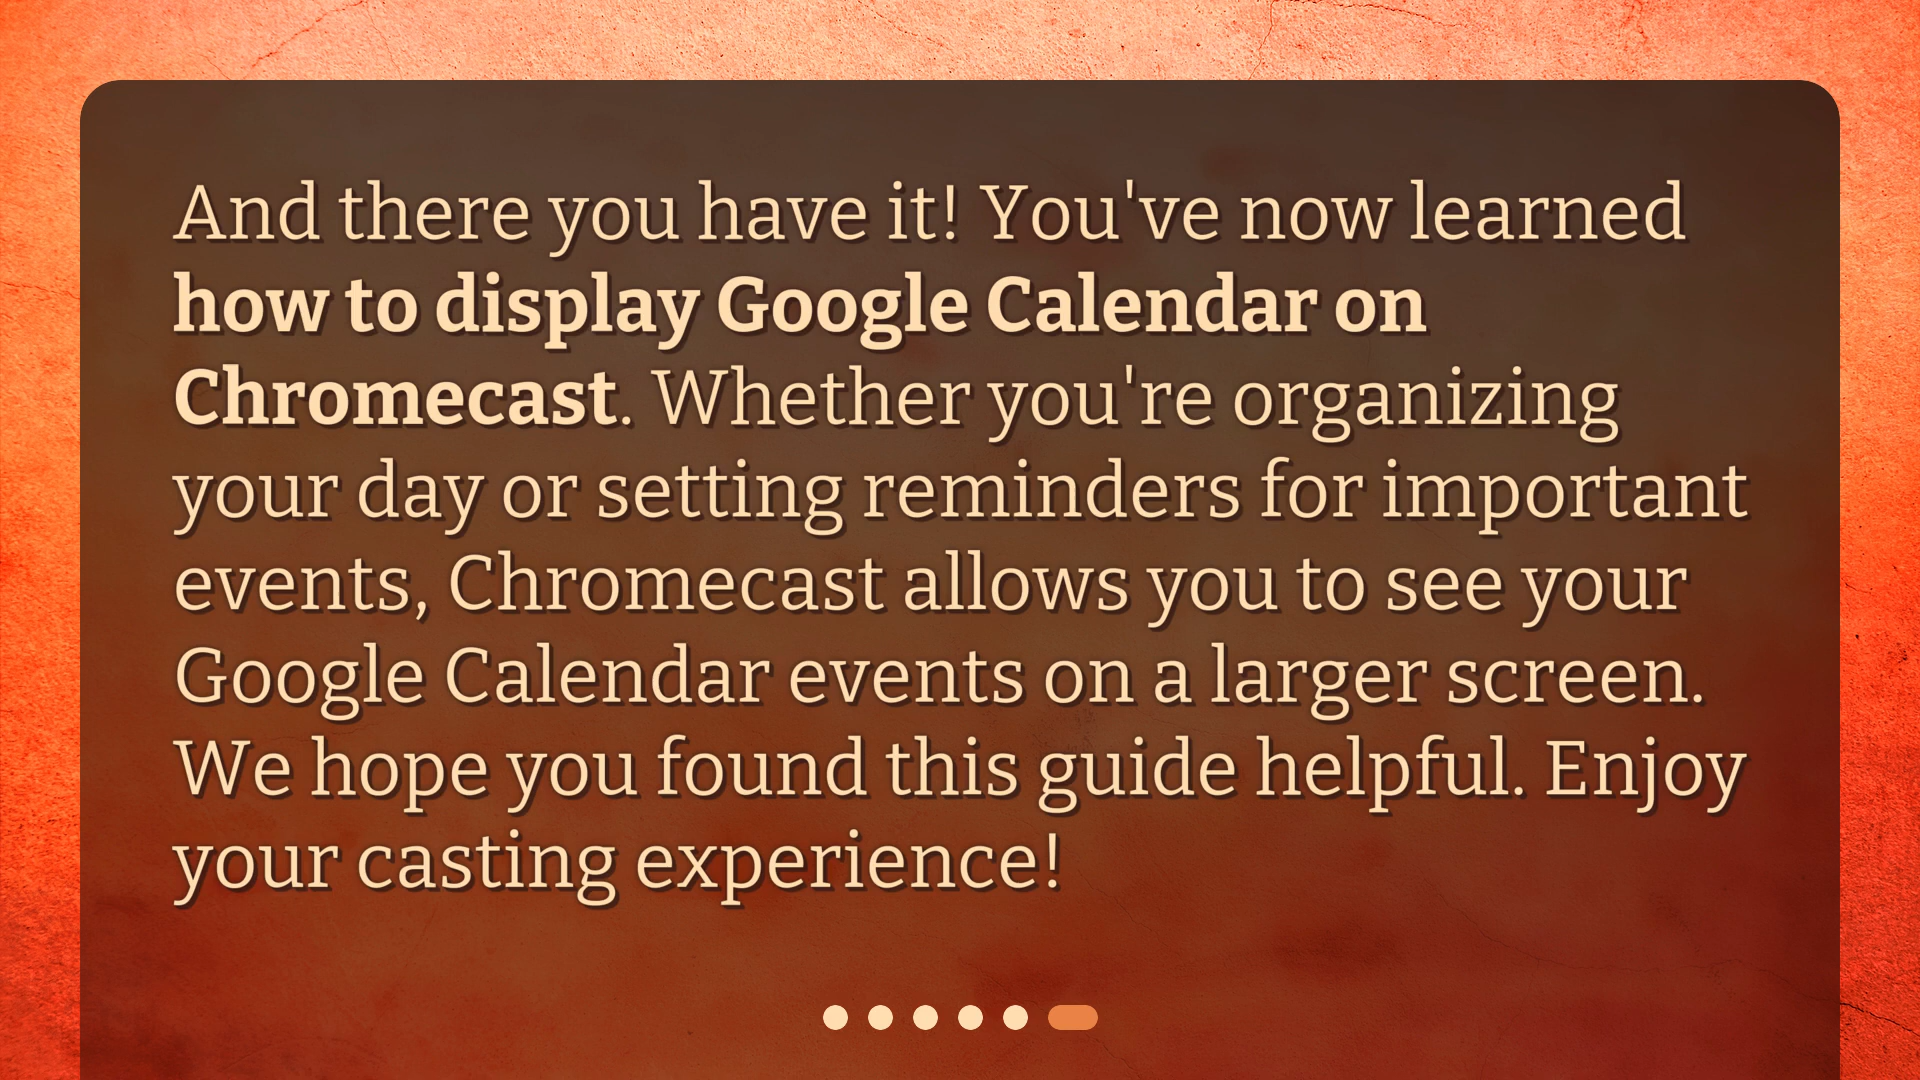 And there you have it! You've now learned
how to display Google Calendar on
Chromecast. Whether you're organizing
your day or setting reminders for important
events, Chromecast allows you to see your
Google Calendar events on a larger screen.
We hope you found this guide helpful. Enjoy
your casting experience!